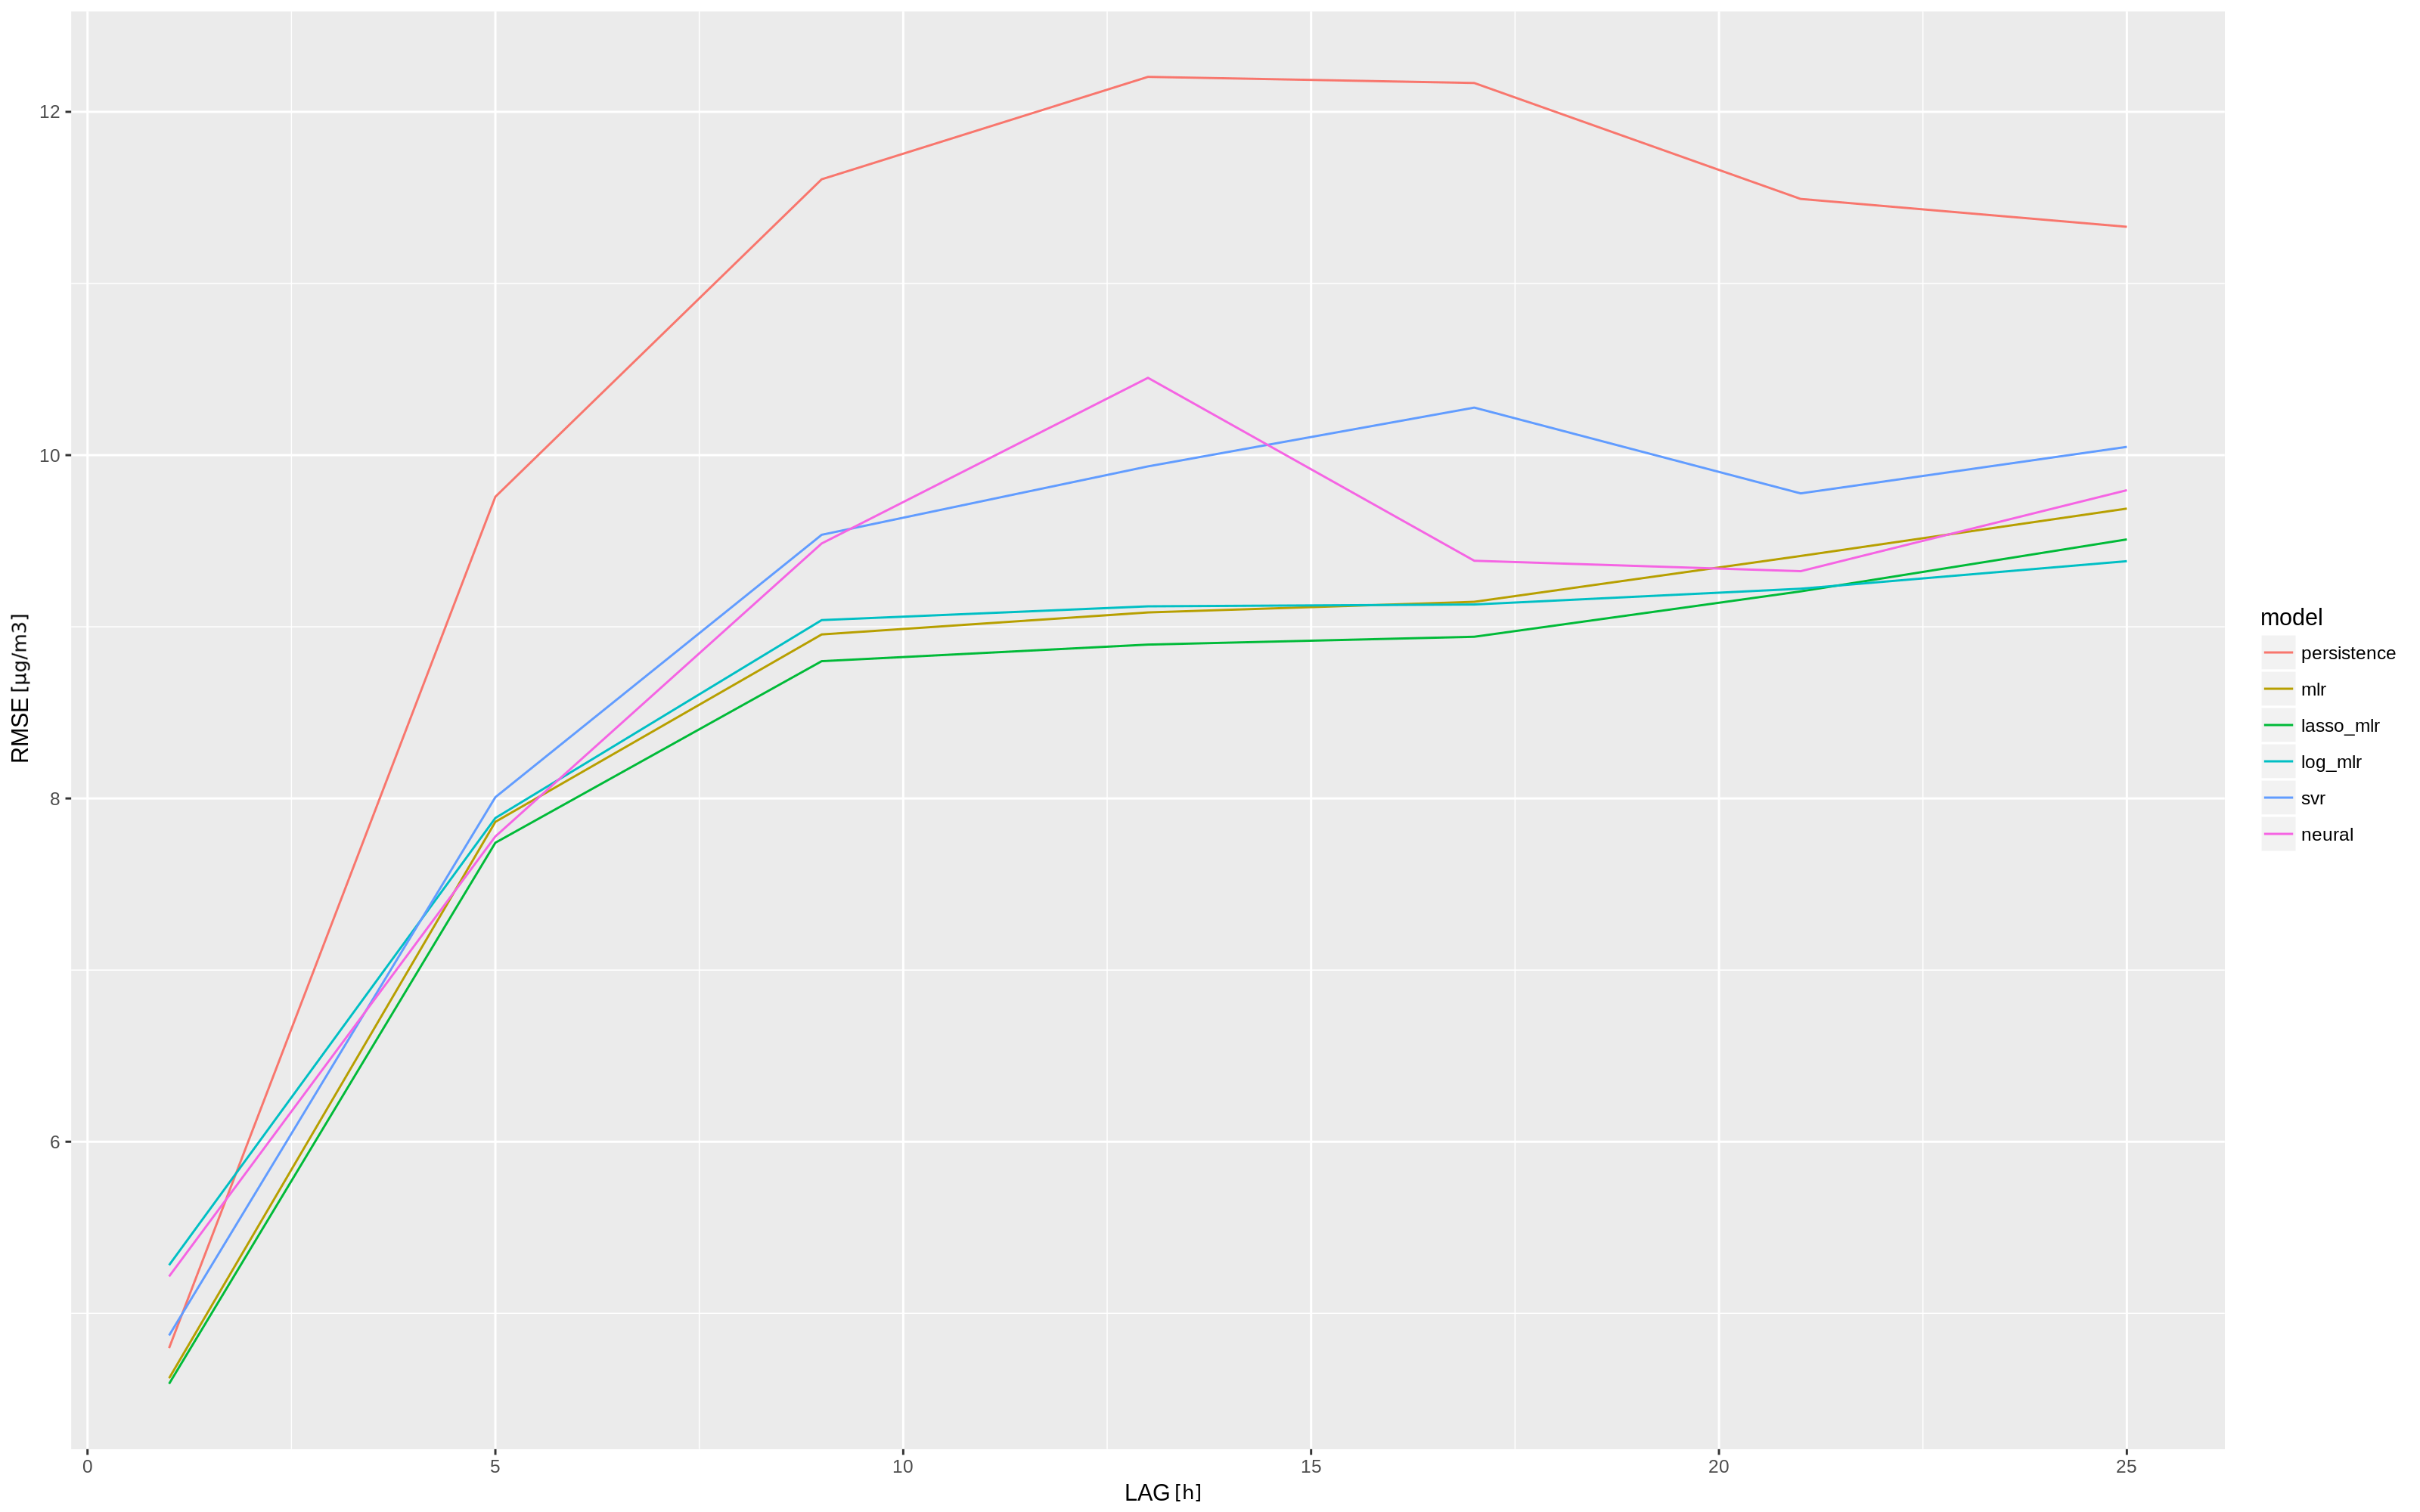 12
10
8
6
RMSE [µg/m3]
0
5
10
15
20
25
LAG [h]
model
persistence
mlr
lasso_mlr
log_mlr
svr
neural